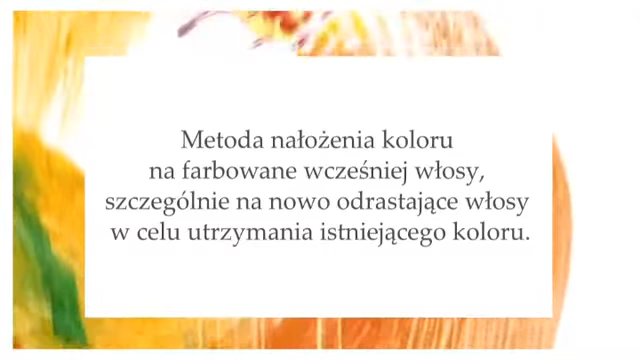 Metoda nałożenia koloru
na farbowane wcześniej włosy,
szczególnie na nowo odrastające włosy
w celu utrzymania istniejącego koloru.